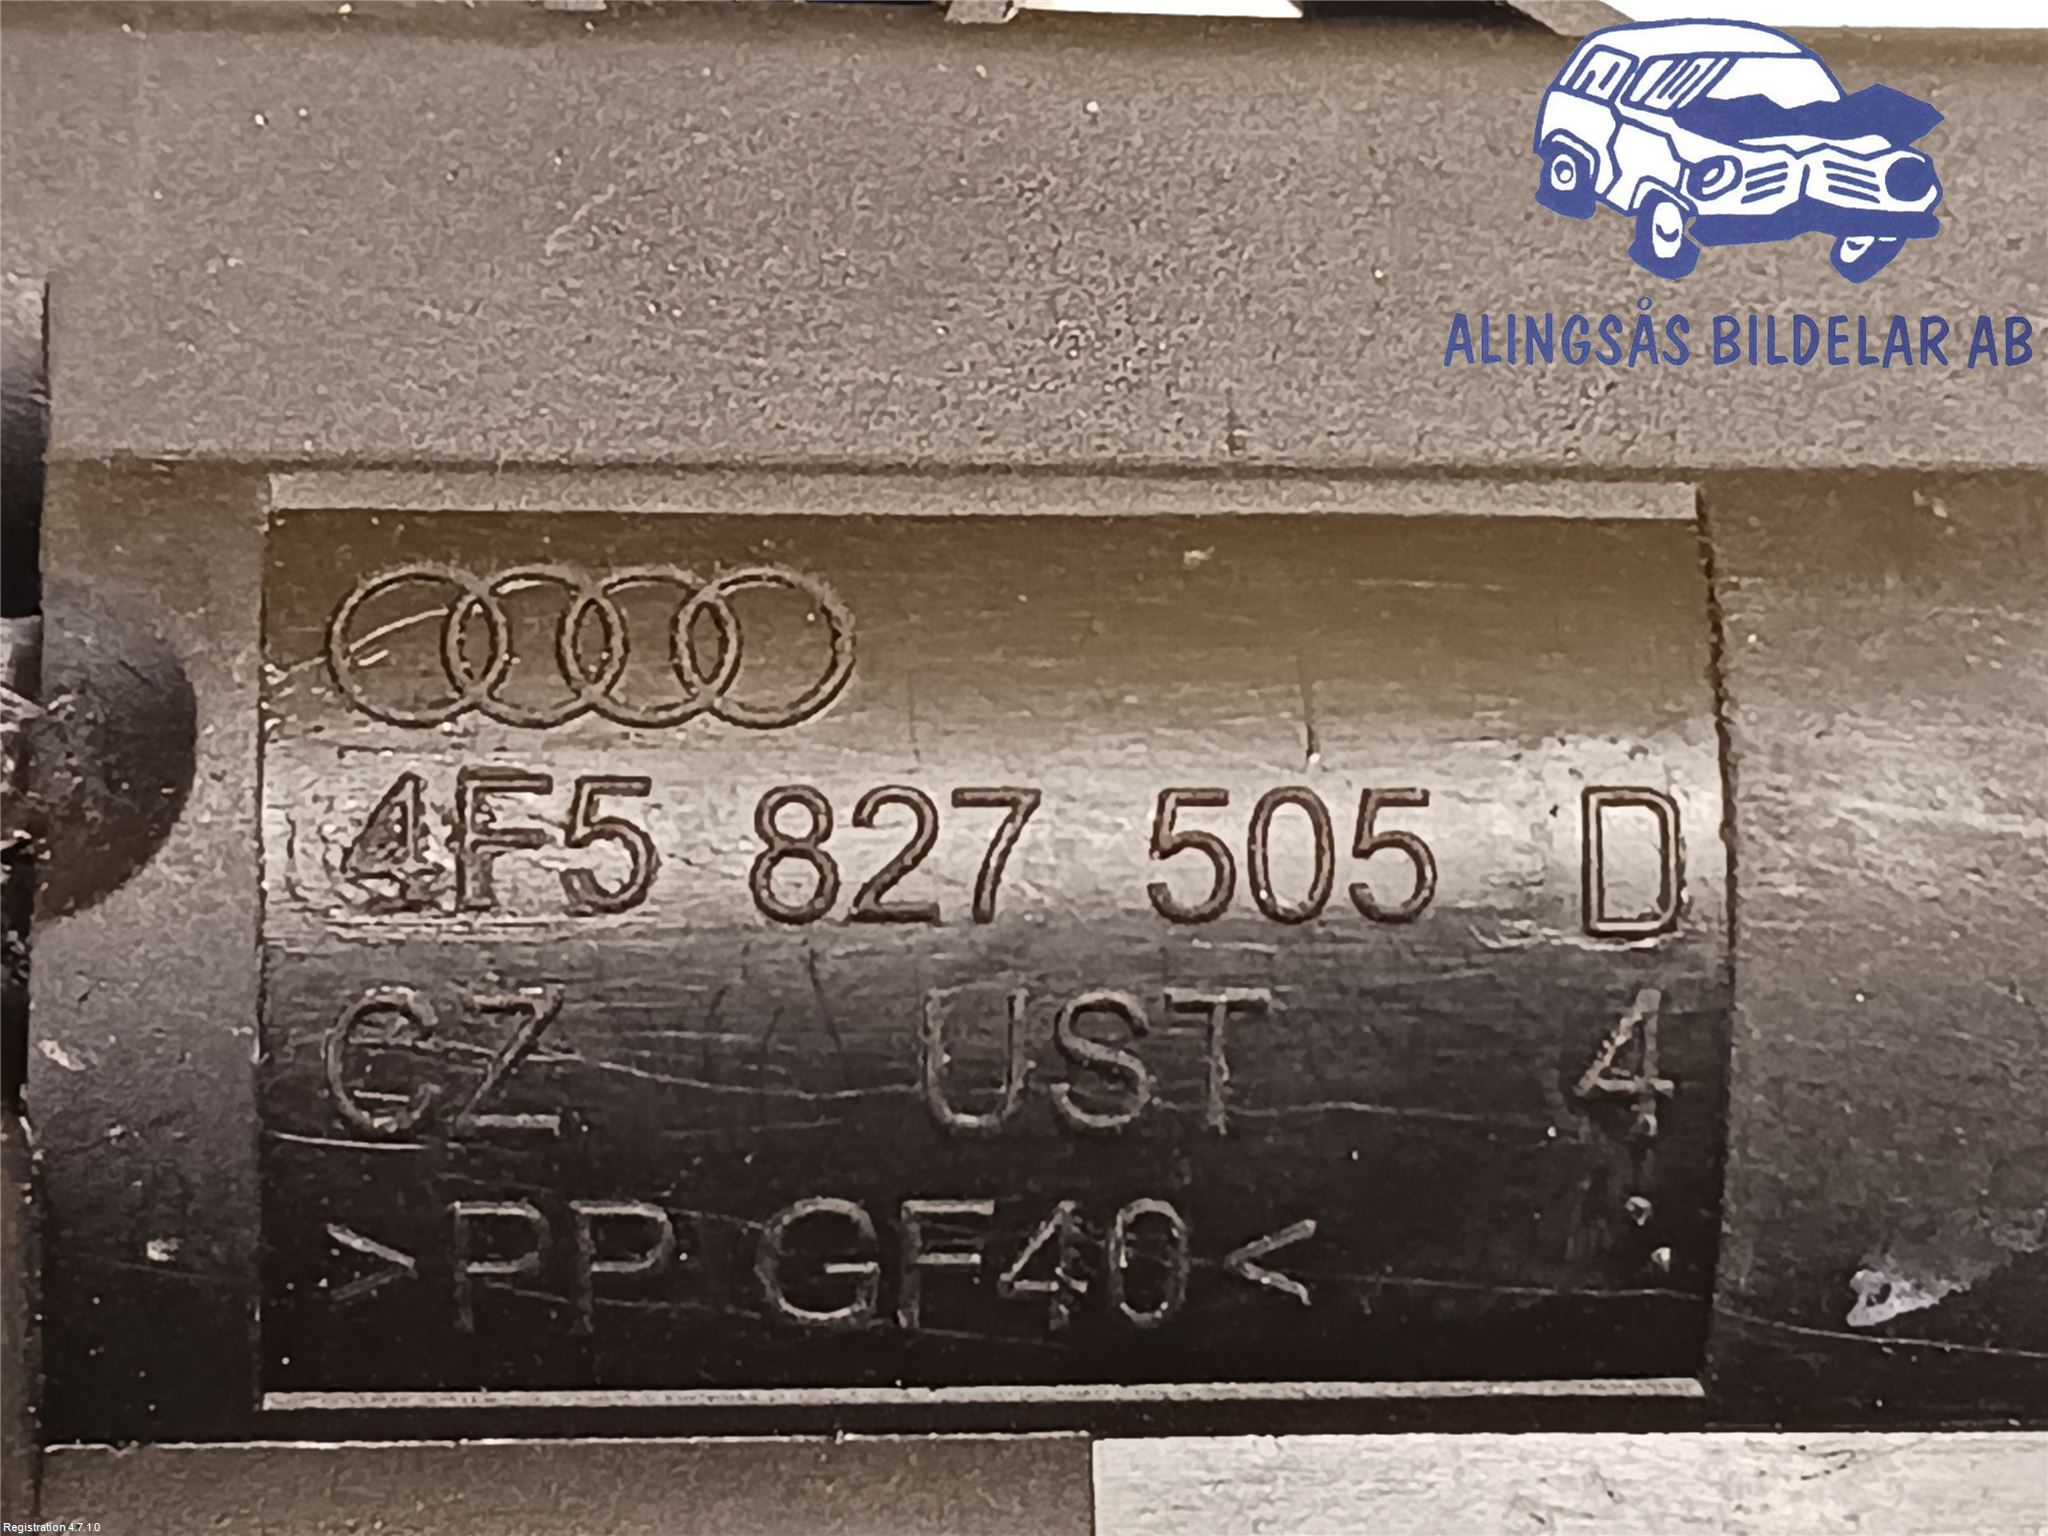 ALINGSÅS BILDELAR AB
4F5 827 505 D
CZ UST 4
>PP GF40<
Registration 4.7.1.0